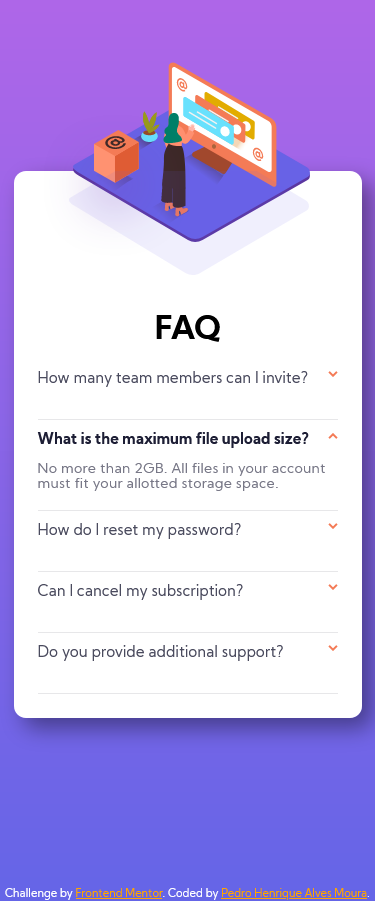 @
@
@
FAQ
How many team members can I invite?
What is the maximum file upload size?
No more than 2GB. All files in your account
must fit your allotted storage space.
How do I reset my password?
Can I cancel my subscription?
Do you provide additional support?
Challenge by Frontend Mentor. Coded by Pedro Henrique Alves Moura.